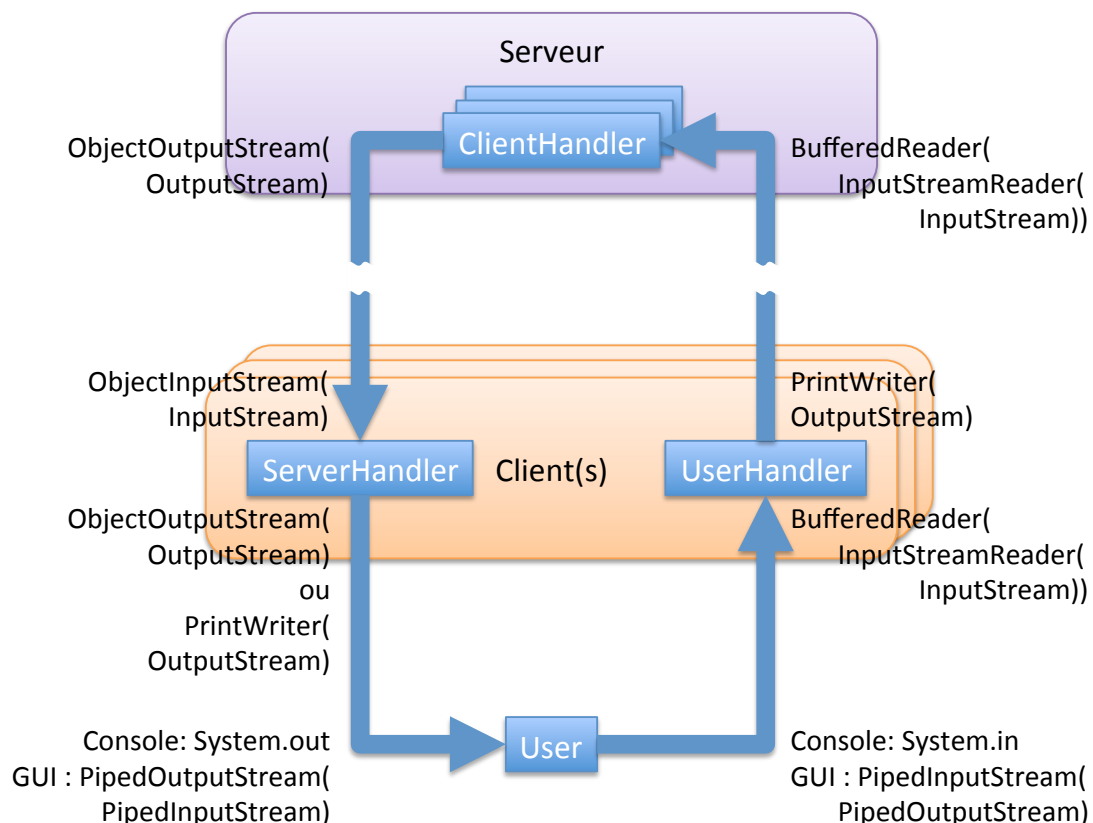 Serveur
ClientHandler
ObjectOutputStream(
OutputStream)
BufferedReader(
InputStreamReader(
InputStream))
ObjectInputStream(
InputStream)
PrintWriter(
OutputStream)
ServerHandler
Client(s)
UserHandler
ObjectOutputStream(
OutputStream)
ou
PrintWriter(
OutputStream)
BufferedReader(
InputStreamReader(
InputStream))
Console: System.out
GUI : PipedOutputStream(
PipedInputStream)
User
Console: System.in
GUI : PipedInputStream(
PipedOutputStream)